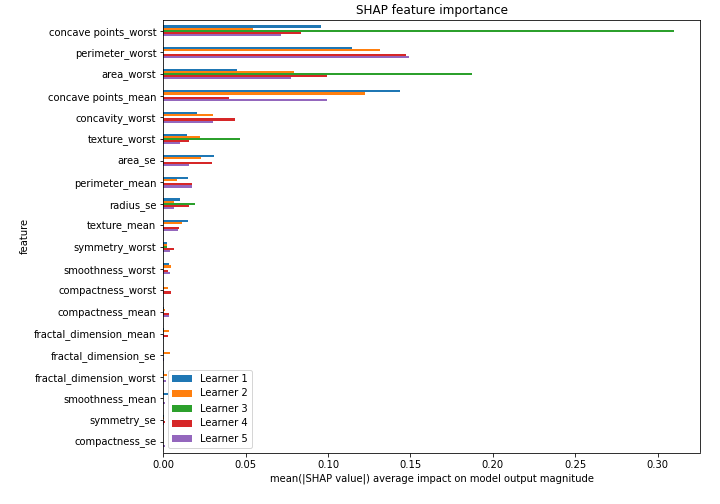 SHAP feature importance
concave points_worst
perimeter_worst
area_worst
concave points_mean
concavity_worst
texture_worst
area_se
perimeter_mean
radius_se
texture_mean
symmetry_worst
smoothness_worst
compactness_worst
compactness_mean
fractal_dimension_mean
fractal_dimension_se
fractal_dimension_worst
smoothness_mean
symmetry_se
compactness_se
feature
Learner 1
Learner 2
Learner 3
Learner 4
Learner 5
0.00 0.05 0.10 0.15 0.20 0.25 0.30
mean(|SHAP value|) average impact on model output magnitude